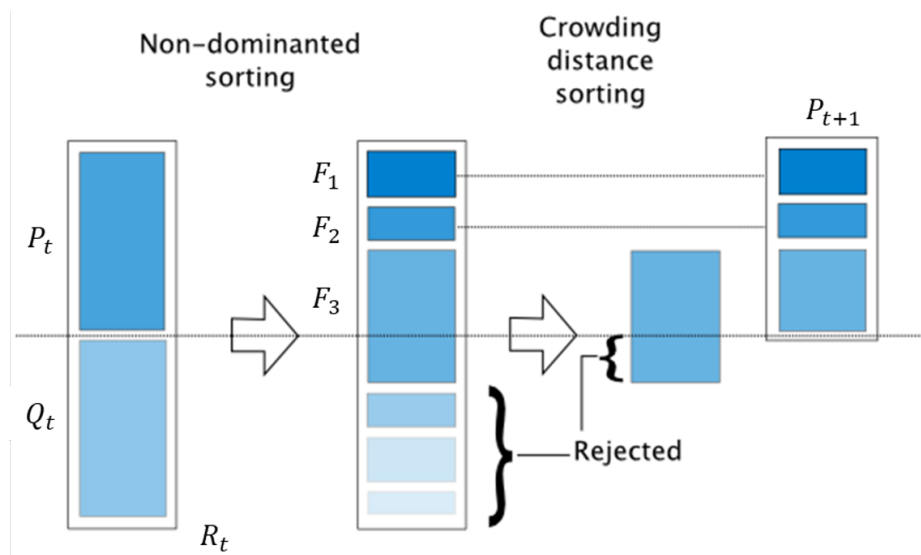 Non-dominanted
sorting
Crowding
distance
sorting
P_{t+1}
F_1
F_2
P_t
F_3
Q_t
Rejected
R_t